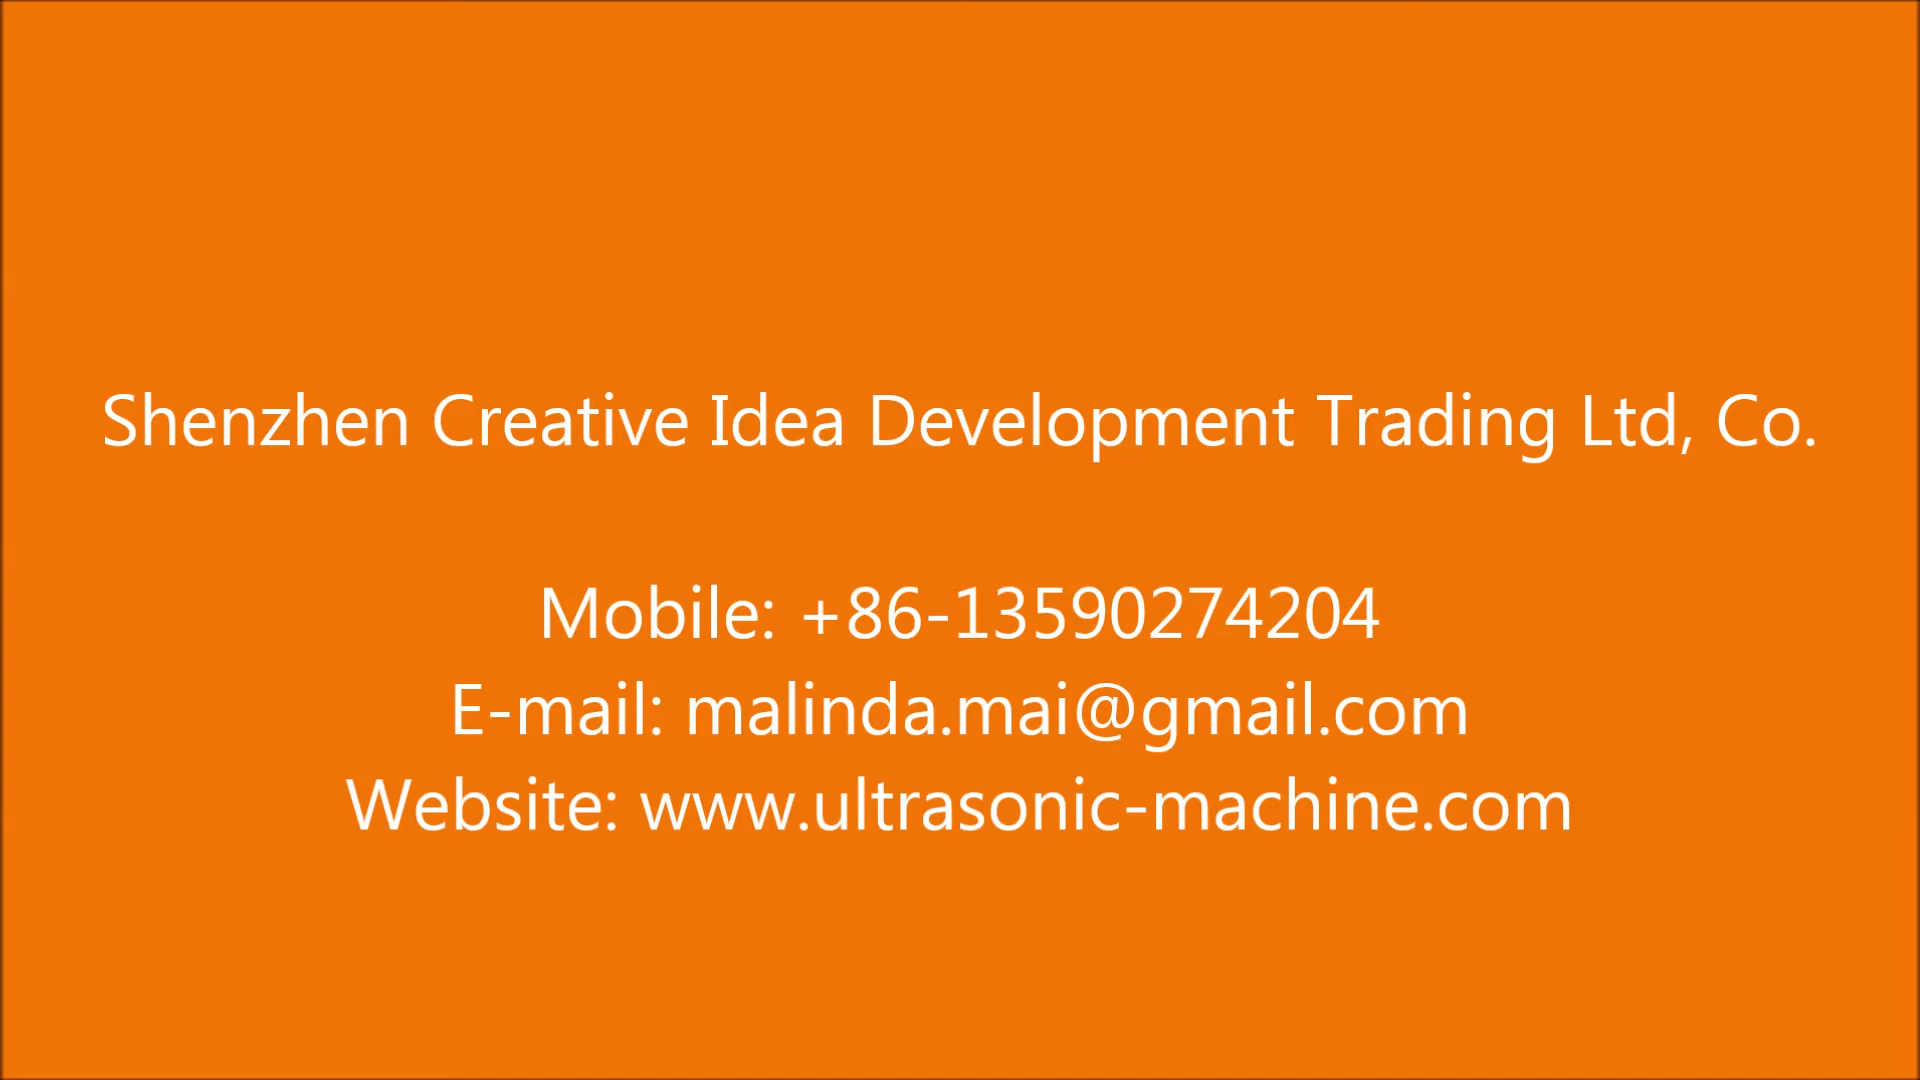 Shenzhen Creative Idea Development Trading Ltd, Co.
Mobile: +86-13590274204
E-mail: malinda.mai@gmail.com
Website: www.ultrasonic-machine.com